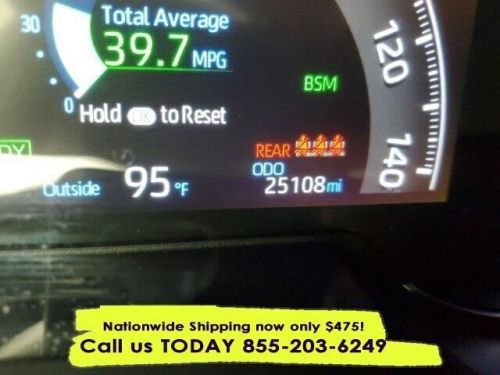 30
Total Average
39.7 MPG
120
BSM
0
Hold OK to Reset
REAR
ODO
140
Outside 95 °F
25108 mi
Nationwide Shipping now only $475!
Call us TODAY 855-203-6249